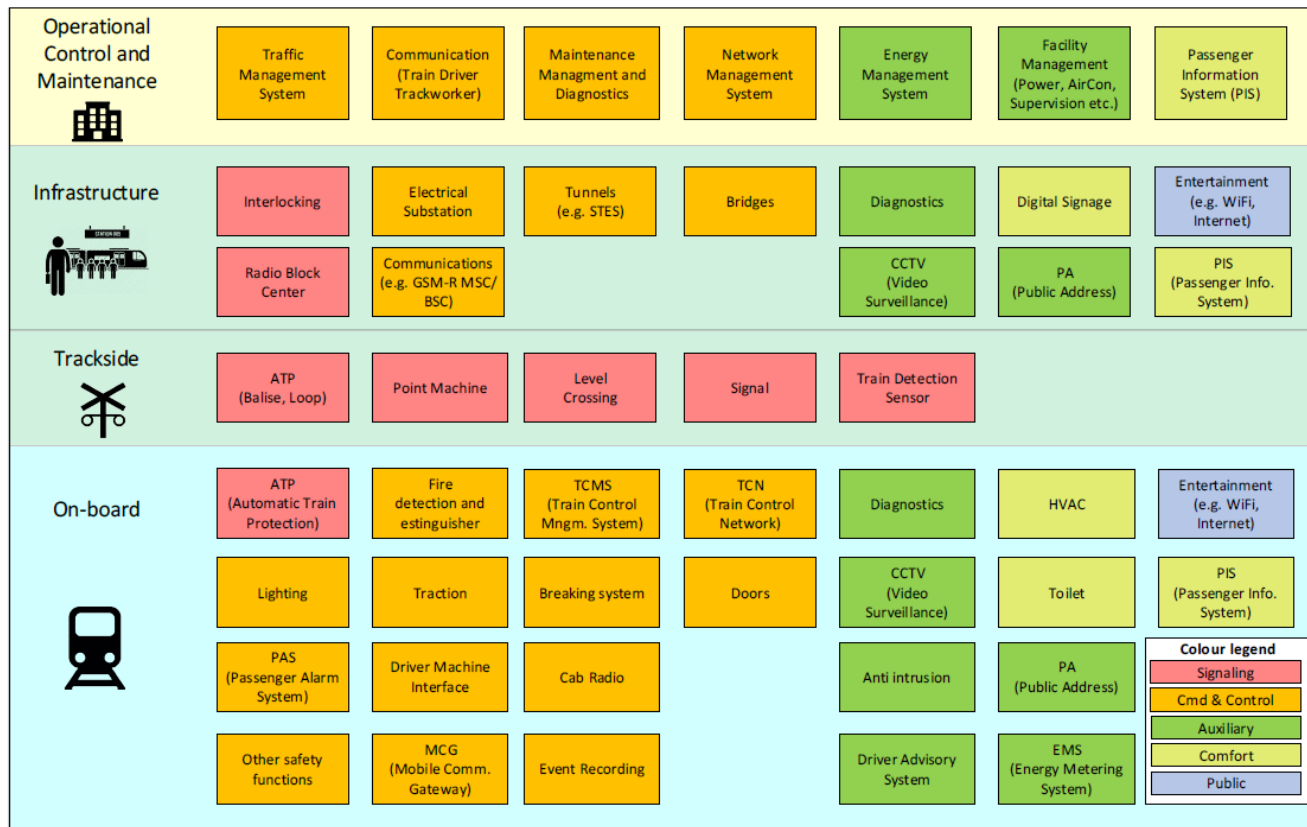 Operational
Control and
Maintenance
Traffic
Management
System
Communication
(Train Driver
Trackworker)
Maintenance
Managment and
Diagnostics
Network
Management
System
Energy
Management
System
Facility
Management
(Power, AirCon,
Supervision etc.)
Passenger
Information
System (PIS)
Infrastructure
STATION BUS
Interlocking
Electrical
Substation
Tunnels
(e.g. STES)
Bridges
Diagnostics
Digital Signage
Entertainment
(e.g. WiFi,
Internet)
Radio Block
Center
Communications
(e.g. GSM-R MSC/
BSC)
CCTV
(Video
Surveillance)
PA
(Public Address)
PIS
(Passenger Info.
System)
Trackside
ATP
(Balise, Loop)
Point Machine
Level
Crossing
Signal
Train Detection
Sensor
On-board
ATP
(Automatic Train
Protection)
Fire
detection and
estinguisher
TCMS
(Train Control
Mngm. System)
TCN
(Train Control
Network)
Diagnostics
HVAC
Entertainment
(e.g. WiFi,
Internet)
Lighting
Traction
Breaking system
Doors
CCTV
(Video
Surveillance)
Toilet
PIS
(Passenger Info.
System)
PAS
(Passenger Alarm
System)
Driver Machine
Interface
Cab Radio
Anti intrusion
PA
(Public Address)
Other safety
functions
MCG
(Mobile Comm.
Gateway)
Event Recording
Driver Advisory
System
EMS
(Energy Metering
System)
Colour legend
Signaling
Cmd & Control
Auxiliary
Comfort
Public